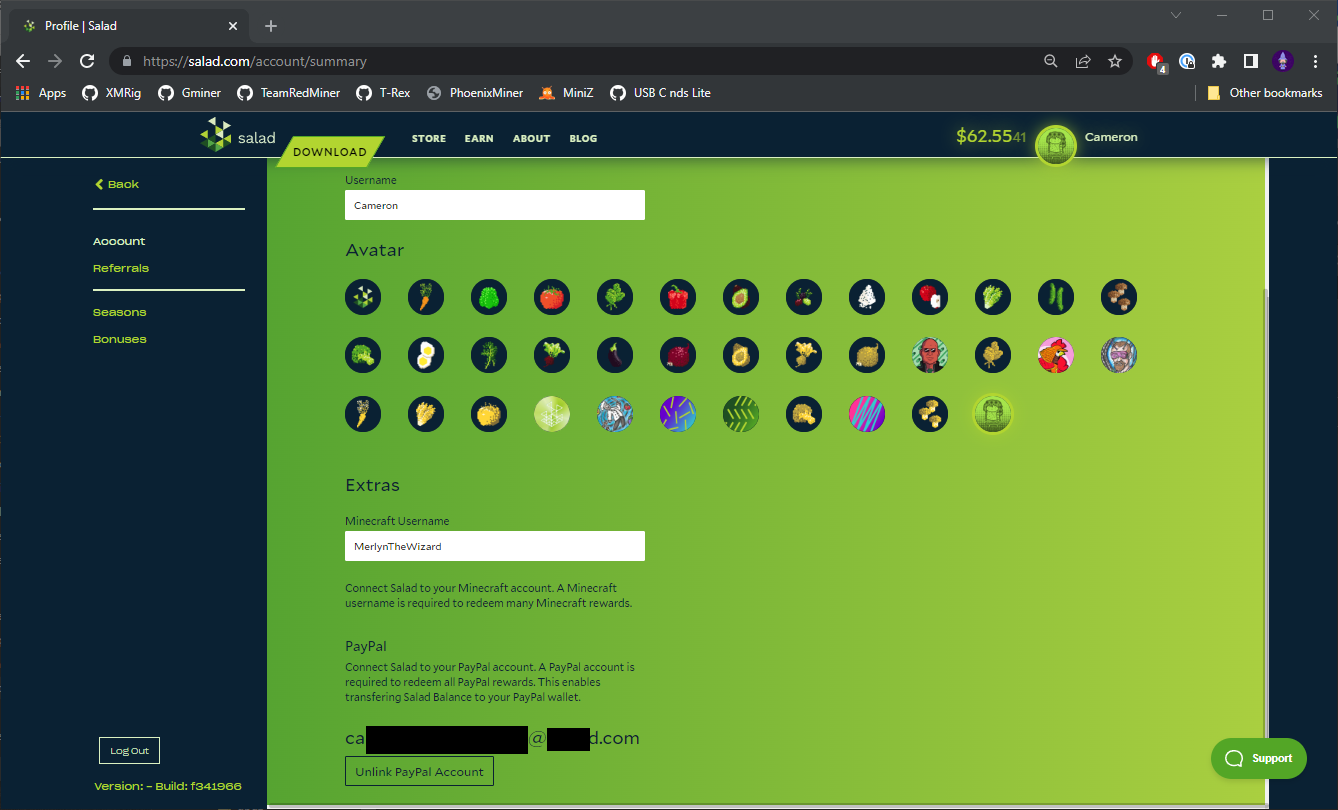 Profile | Salad
https://salad.com/account/summary
4
Apps XMRig Gminer TeamRedMiner T-Rex PhoenixMiner MiniZ USB C nds Lite Other bookmarks
salad
DOWNLOAD
STORE EARN ABOUT BLOG
$62.5541
Cameron
Back
Account
Referrals
Seasons
Bonuses
Username
Cameron
Avatar
Extras
Minecraft Username
MerlynTheWizard
Connect Salad to your Minecraft account. A Minecraft
username is required to redeem many Minecraft rewards.
PayPal
Connect Salad to your PayPal account. A PayPal account is
required to redeem all PayPal rewards. This enables
transfering Salad Balance to your PayPal wallet.
ca @ d.com
Unlink PayPal Account
Log Out
Version: - Build: f341966
Support